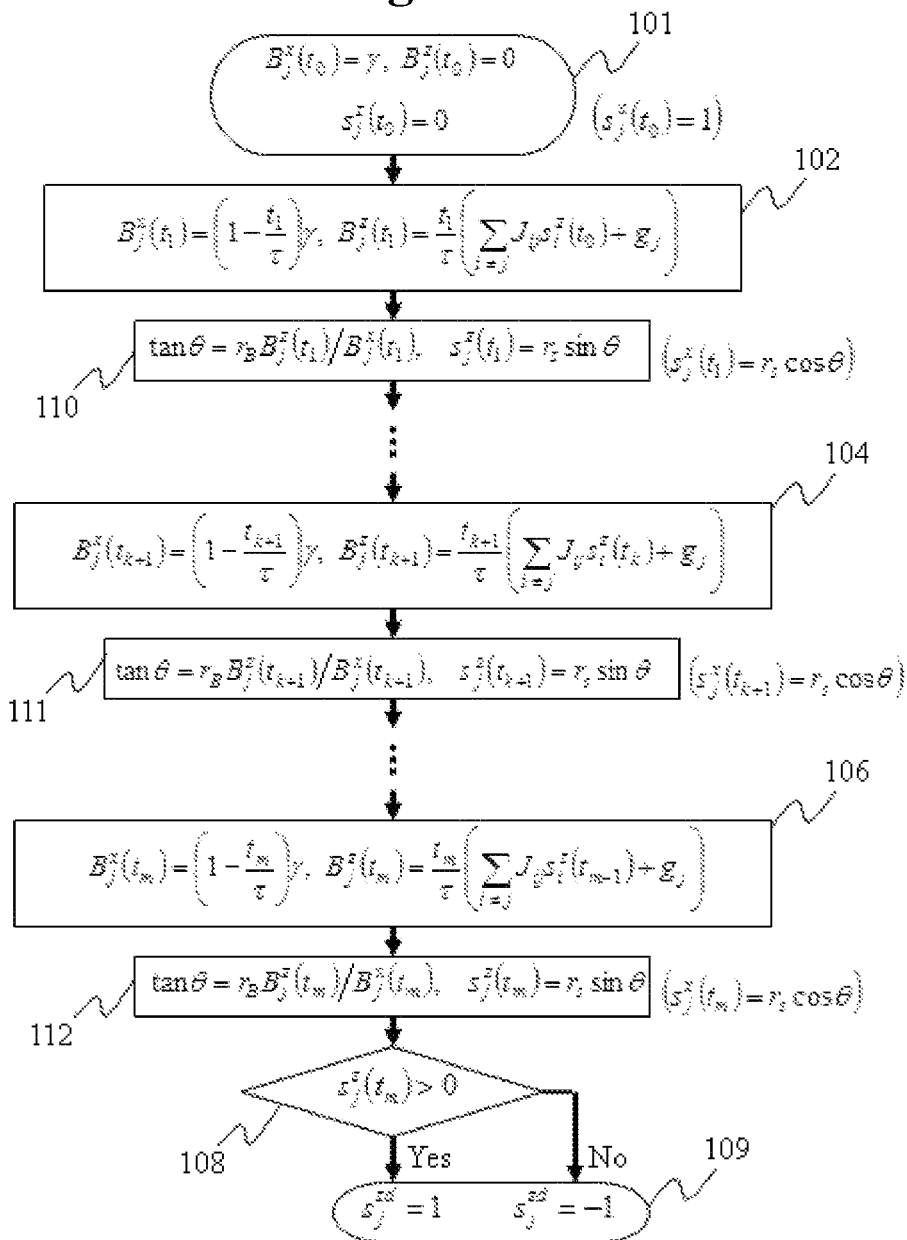 g
101
B_j^x(t_0) = γ, B_j^z(t_0) = 0
s_j^z(t_0) = 0 (s_j^x(t_0) = 1)
102
B_j^x(t_1) = (1 − t_1/τ)γ, B_j^z(t_1) = t_1/τ (∑_{i≠j} J_ij s_i^z(t_0) + g_j)
tan θ = r_B B_j^z(t_1)/B_j^x(t_1), s_j^z(t_1) = r_s sin θ (s_j^x(t_1) = r_s cos θ)
110
104
B_j^x(t_{k+1}) = (1 − t_{k+1}/τ)γ, B_j^z(t_{k+1}) = t_{k+1}/τ (∑_{i≠j} J_ij s_i^z(t_k) + g_j)
tan θ = r_B B_j^z(t_{k+1})/B_j^x(t_{k+1}), s_j^z(t_{k+1}) = r_s sin θ (s_j^x(t_{k+1}) = r_s cos θ)
111
106
B_j^x(t_m) = (1 − t_m/τ)γ, B_j^z(t_m) = t_m/τ (∑_{i≠j} J_ij s_i^z(t_{m−1}) + g_j)
tan θ = r_B B_j^z(t_m)/B_j^x(t_m), s_j^z(t_m) = r_s sin θ (s_j^x(t_m) = r_s cos θ)
112
s_j^z(t_m) > 0
108
Yes No
109
s_j^{zd} = 1 s_j^{zd} = −1